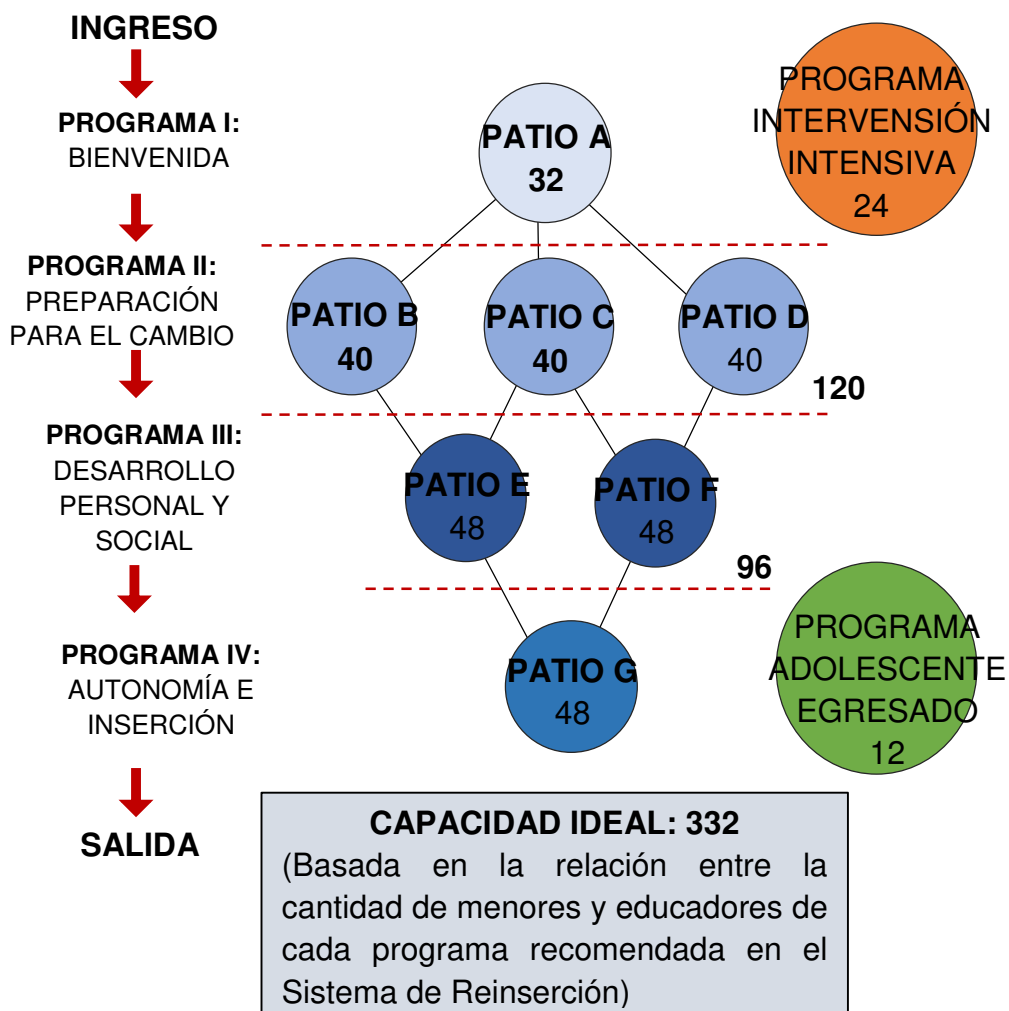 INGRESO
PROGRAMA I:
BIENVENIDA
PROGRAMA II:
PREPARACIÓN
PARA EL CAMBIO
PROGRAMA III:
DESARROLLO
PERSONAL Y
SOCIAL
PROGRAMA IV:
AUTONOMÍA E
INSERCIÓN
SALIDA
PATIO A
32
PATIO B
40
PATIO C
40
PATIO D
40
120
PATIO E
48
PATIO F
48
96
PATIO G
48
PROGRAMA
INTERVENSIÓN
INTENSIVA
24
PROGRAMA
ADOLESCENTE
EGRESADO
12
CAPACIDAD IDEAL: 332
(Basada en la relación entre la
cantidad de menores y educadores de
cada programa recomendada en el
Sistema de Reinserción)